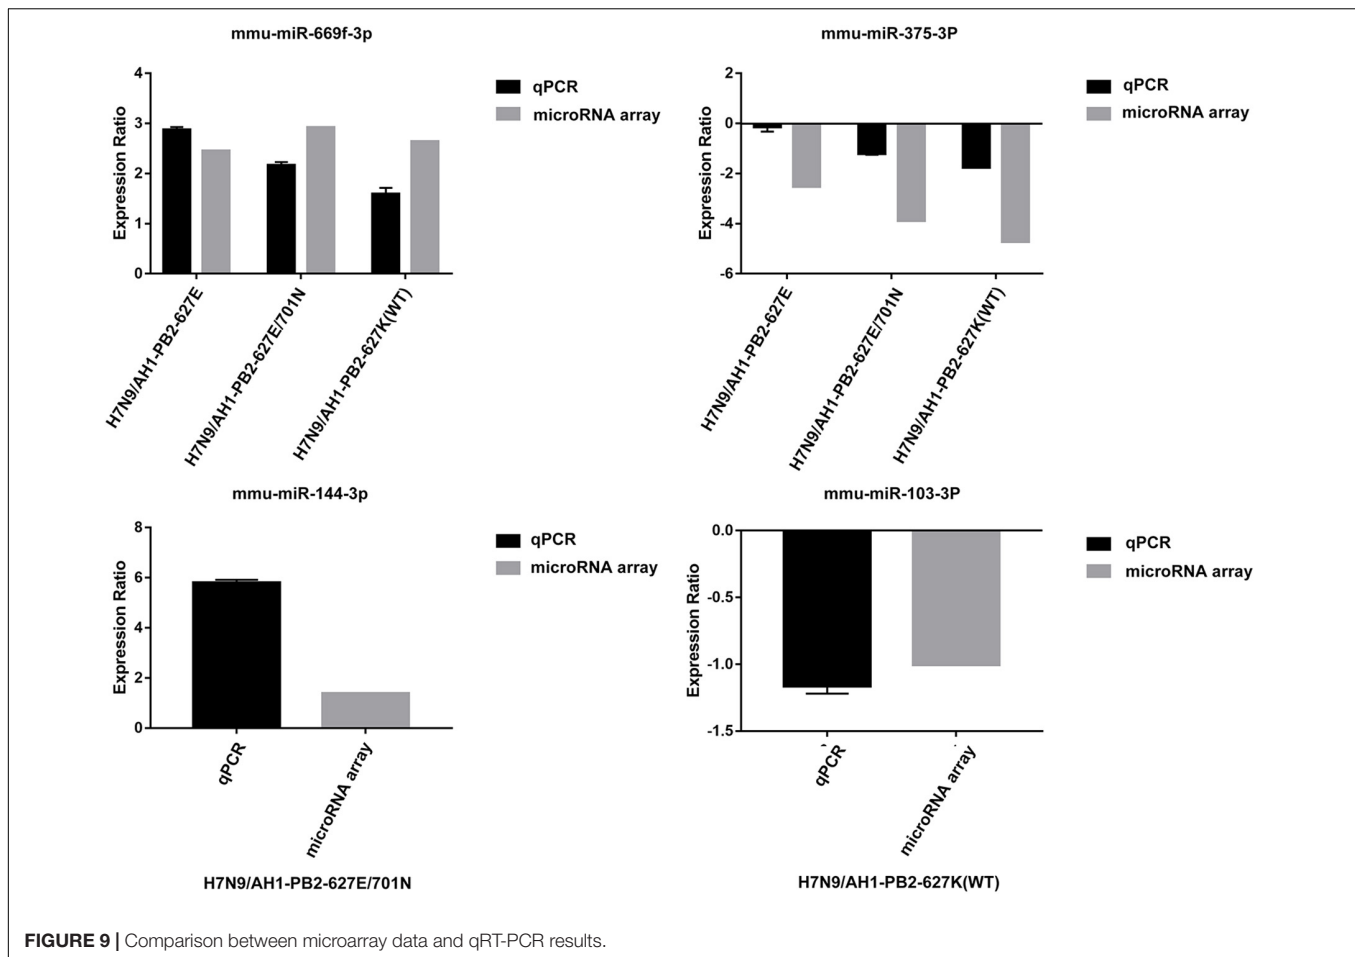 mmu-miR-669f-3p
4
3
2
1
0
Expression Ratio
qPCR
microRNA array
H7N9/AH1-PB2-627E
H7N9/AH1-PB2-627E/701N
H7N9/AH1-PB2-627K(WT)
mmu-miR-375-3P
2
0
-2
-4
-6
Expression Ratio
qPCR
microRNA array
H7N9/AH1-PB2-627E
H7N9/AH1-PB2-627E/701N
H7N9/AH1-PB2-627K(WT)
mmu-miR-144-3p
8
6
4
2
0
Expression Ratio
qPCR
microRNA array
qPCR
microRNA array
H7N9/AH1-PB2-627E/701N
mmu-miR-103-3P
0.0
-0.5
-1.0
-1.5
Expression Ratio
qPCR
microRNA array
qPCR
microRNA array
H7N9/AH1-PB2-627K(WT)
FIGURE 9 | Comparison between microarray data and qRT-PCR results.